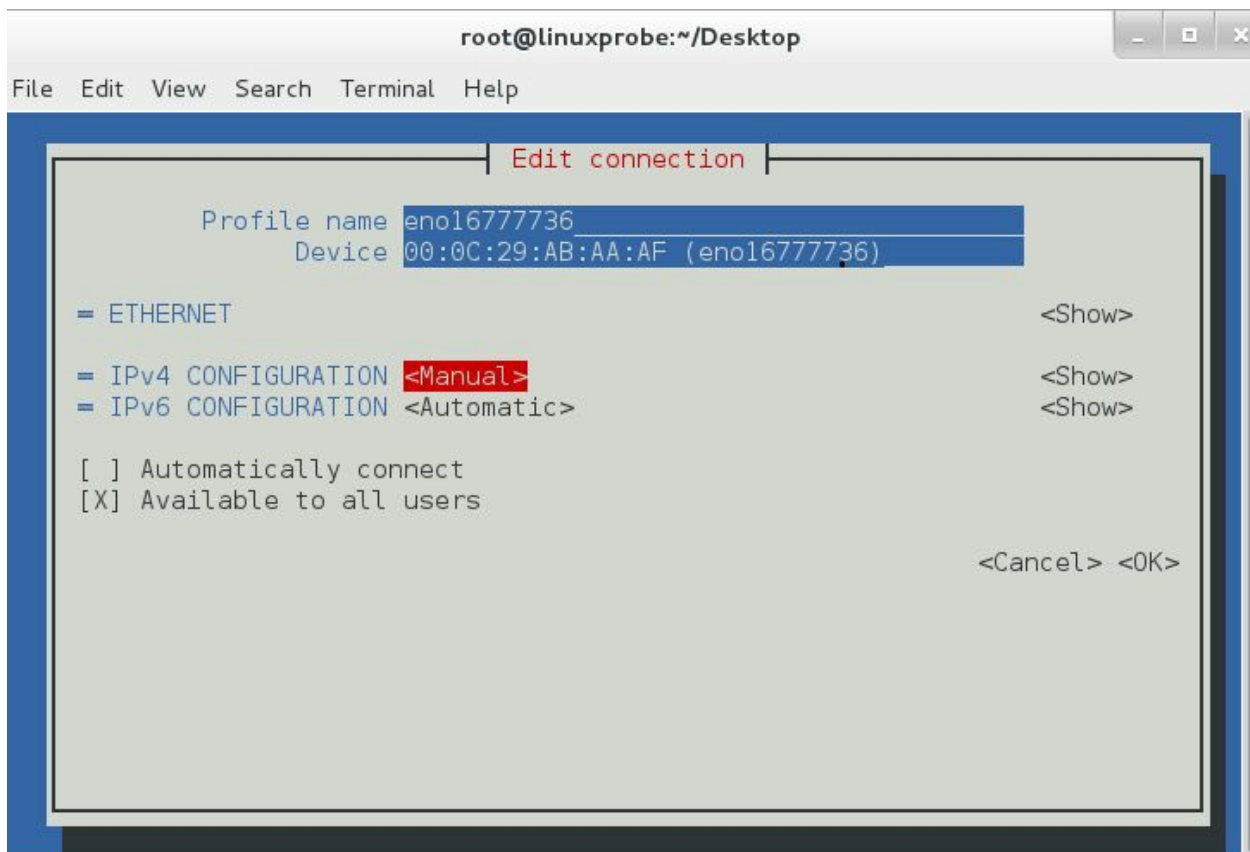 root@linuxprobe:~/Desktop
File Edit View Search Terminal Help
Edit connection
Profile name eno16777736
Device 00:0C:29:AB:AA:AF (eno16777736)
= ETHERNET <Show>
= IPv4 CONFIGURATION <Manual> <Show>
= IPv6 CONFIGURATION <Automatic> <Show>
[ ] Automatically connect
[X] Available to all users
<Cancel> <OK>